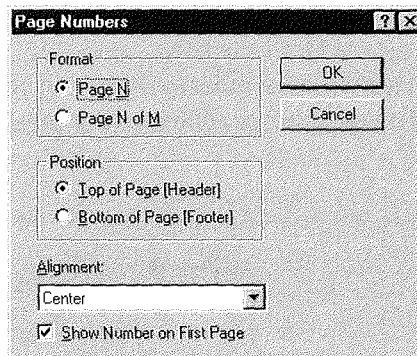 Page Numbers
Format
Page N
Page N of M
OK
Cancel
Position
Top of Page (Header)
Bottom of Page (Footer)
Alignment:
Center
Show Number on First Page